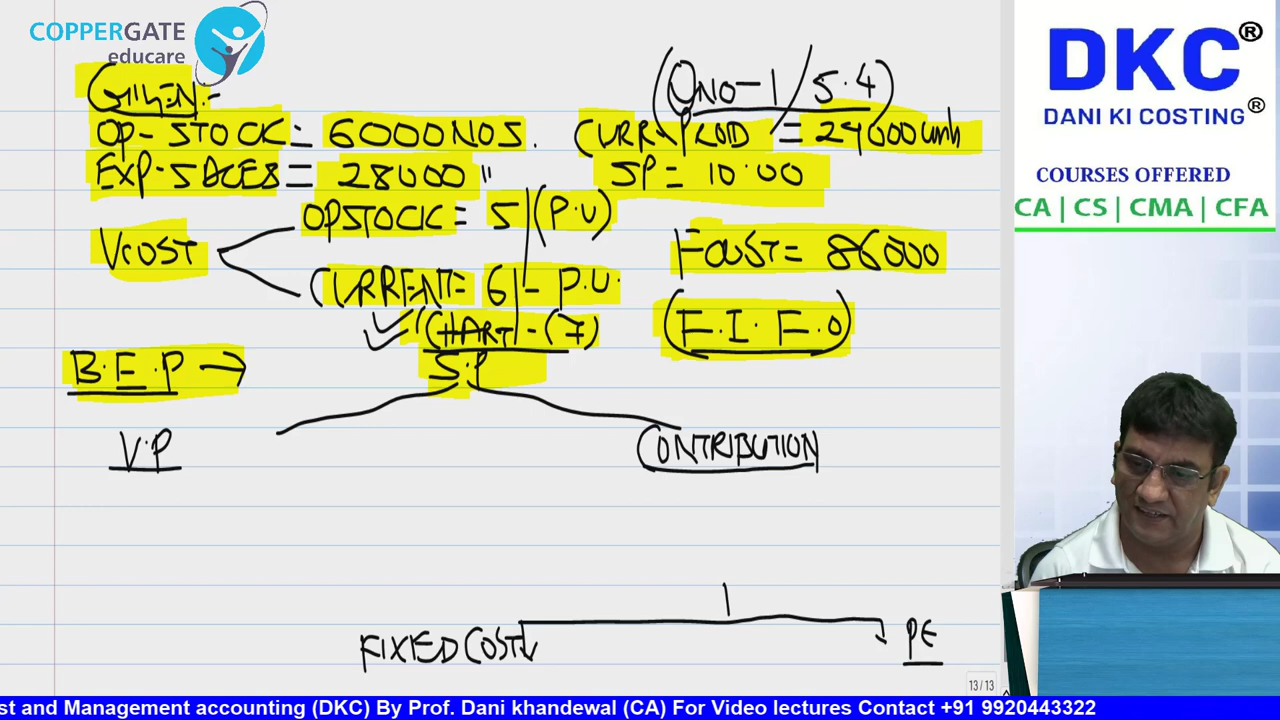 COPPERGATE
educare
GIVEN:-
(QNO-1/5.4)
OP-STOCK = 6000 NOS.
CURR-PROD = 24000 units
EXP-SALES = 28000 "
SP = 10.00
OPSTOCK = 5/- (P.U)
VCOST
FCOST = 86000
CURRENT = 6/- P.U.
(F.I.F.O)
(CHART-(7)
B.E.P →
S.P
V.P
CONTRIBUTION
FIXED COST
PE
13/13
DKC®
DANI KI COSTING®
COURSES OFFERED
CA | CS | CMA | CFA
st and Management accounting (DKC) By Prof. Dani khandewal (CA) For Video lectures Contact +91 9920443322